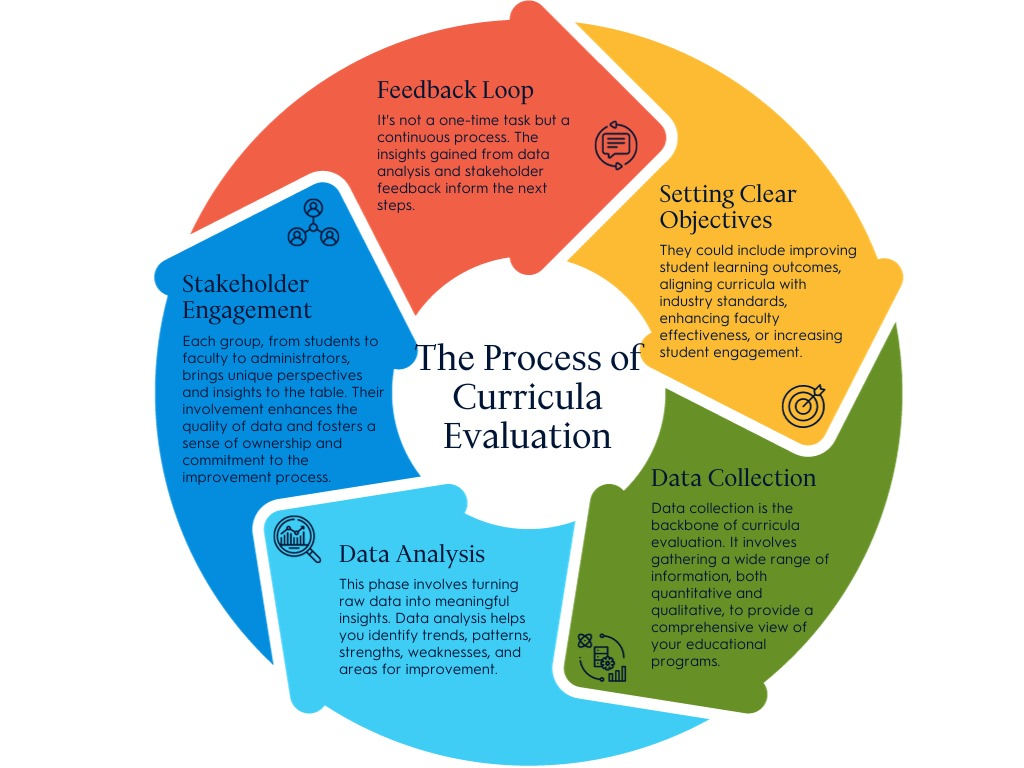 The Process of
Curricula
Evaluation
Feedback Loop
It's not a one-time task but a
continuous process. The
insights gained from data
analysis and stakeholder
feedback inform the next
steps.
Setting Clear
Objectives
They could include improving
student learning outcomes,
aligning curricula with
industry standards,
enhancing faculty
effectiveness, or increasing
student engagement.
Data Collection
Data collection is the
backbone of curricula
evaluation. It involves
gathering a wide range of
information, both
quantitative and
qualitative, to provide a
comprehensive view of
your educational
programs.
Data Analysis
This phase involves turning
raw data into meaningful
insights. Data analysis helps
you identify trends, patterns,
strengths, weaknesses, and
areas for improvement.
Stakeholder
Engagement
Each group, from students to
faculty to administrators,
brings unique perspectives
and insights to the table. Their
involvement enhances the
quality of data and fosters a
sense of ownership and
commitment to the
improvement process.